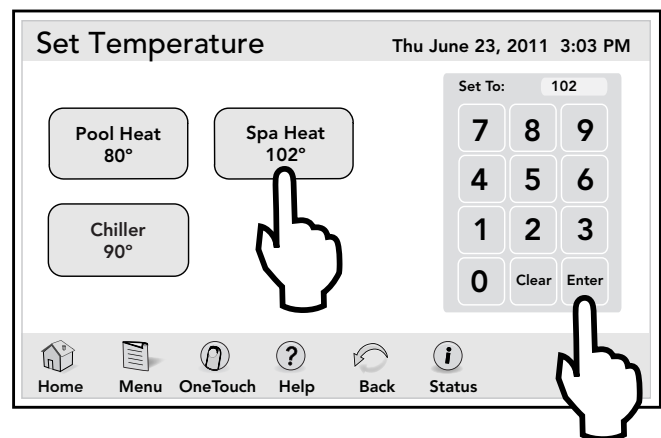 Set Temperature
Thu June 23, 2011 3:03 PM
Pool Heat
80°
Spa Heat
102°
Chiller
90°
Set To: 102
7 8 9
4 5 6
1 2 3
0 Clear Enter
Home Menu OneTouch Help Back Status